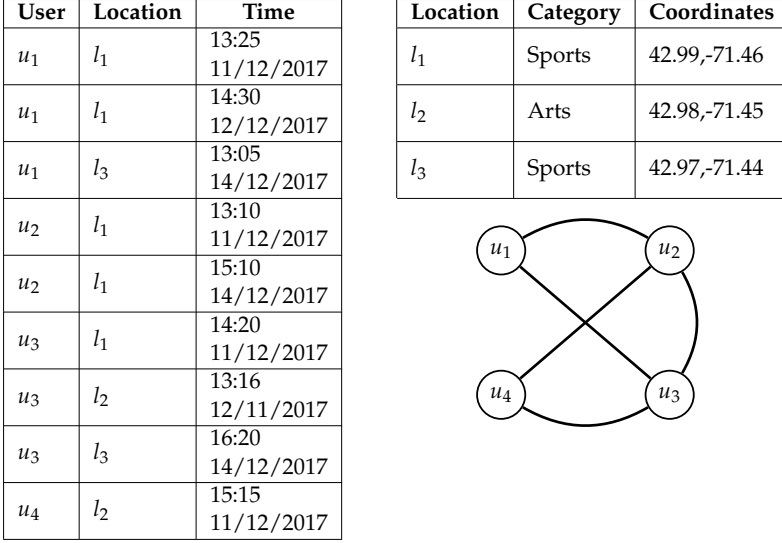 User Location Time
u1 l1 13:25
11/12/2017
u1 l1 14:30
12/12/2017
u1 l3 13:05
14/12/2017
u2 l1 13:10
11/12/2017
u2 l1 15:10
14/12/2017
u3 l1 14:20
11/12/2017
u3 l2 13:16
12/11/2017
u3 l3 16:20
14/12/2017
u4 l2 15:15
11/12/2017
Location Category Coordinates
l1 Sports 42.99,-71.46
l2 Arts 42.98,-71.45
l3 Sports 42.97,-71.44
u1 u2
u4 u3